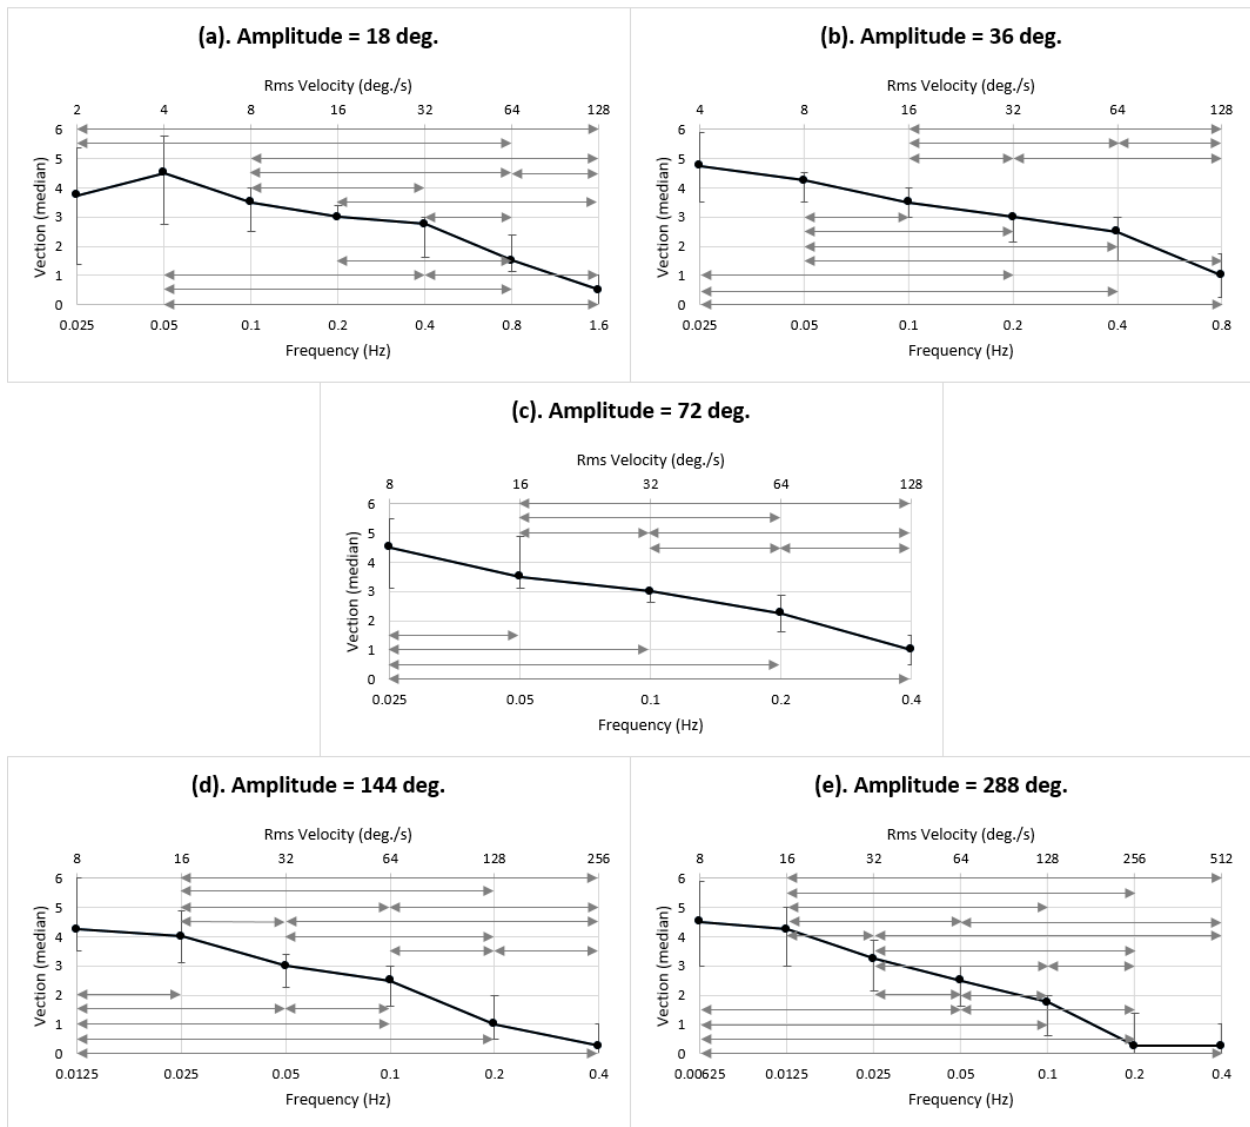 (a). Amplitude = 18 deg.
Rms Velocity (deg./s)
2 4 8 16 32 64 128
6
5
4
3
2
1
0
Vection (median)
0.025 0.05 0.1 0.2 0.4 0.8 1.6
Frequency (Hz)
(b). Amplitude = 36 deg.
Rms Velocity (deg./s)
4 8 16 32 64 128
6
5
4
3
2
1
0
Vection (median)
0.025 0.05 0.1 0.2 0.4 0.8
Frequency (Hz)
(c). Amplitude = 72 deg.
Rms Velocity (deg./s)
8 16 32 64 128
6
5
4
3
2
1
0
Vection (median)
0.025 0.05 0.1 0.2 0.4
Frequency (Hz)
(d). Amplitude = 144 deg.
Rms Velocity (deg./s)
8 16 32 64 128 256
6
5
4
3
2
1
0
Vection (median)
0.0125 0.025 0.05 0.1 0.2 0.4
Frequency (Hz)
(e). Amplitude = 288 deg.
Rms Velocity (deg./s)
8 16 32 64 128 256 512
6
5
4
3
2
1
0
Vection (median)
0.00625 0.0125 0.025 0.05 0.1 0.2 0.4
Frequency (Hz)